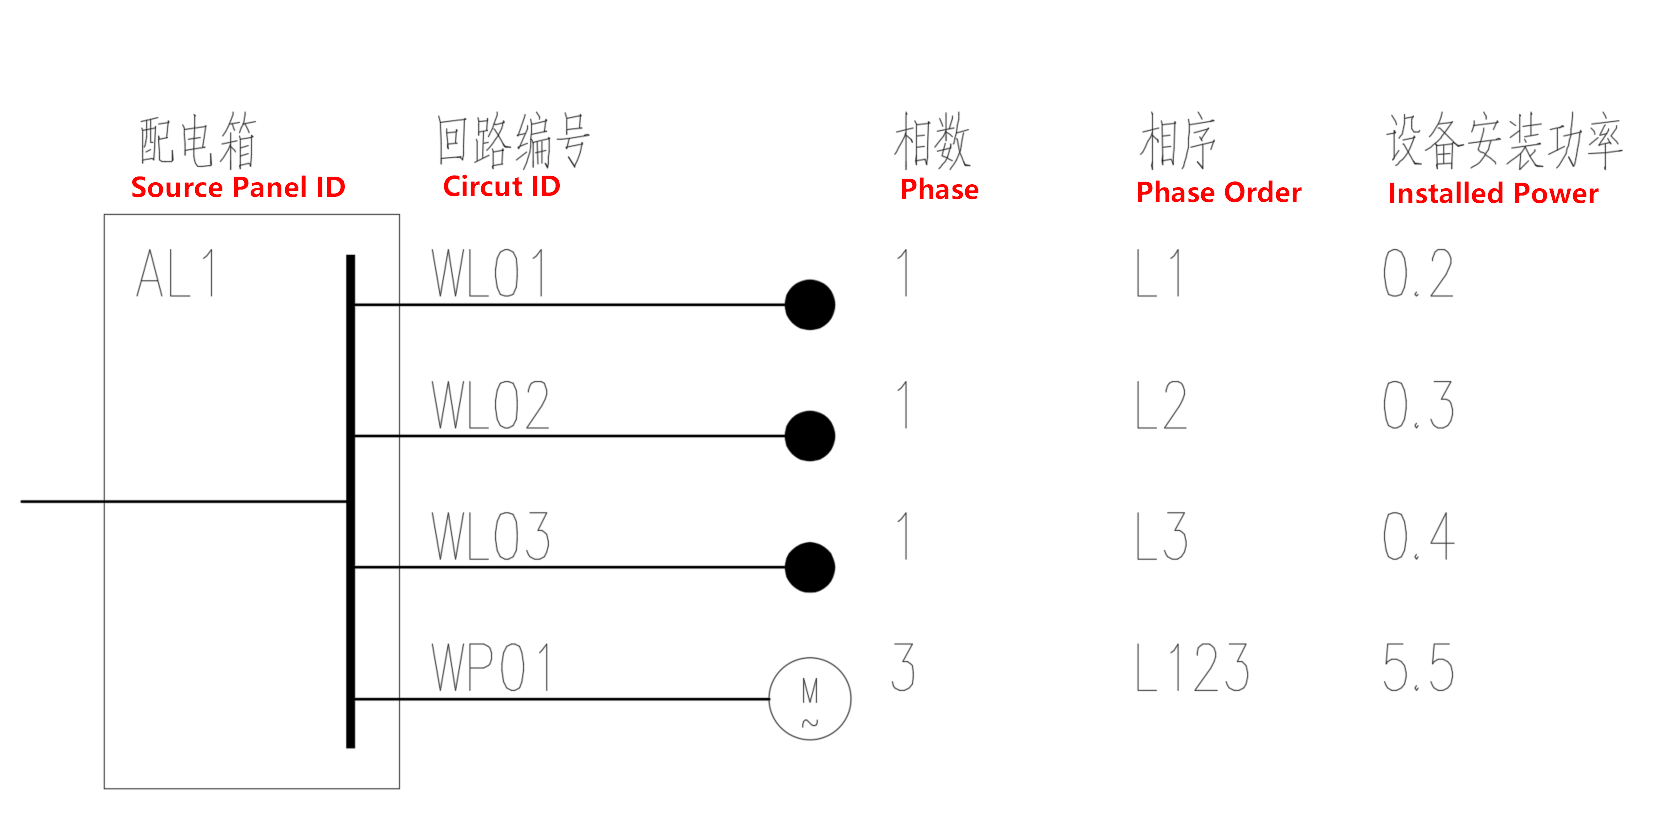 配电箱 回路编号 相数 相序 设备安装功率
Source Panel ID Circut ID Phase Phase Order Installed Power
AL1 WL01 1 L1 0.2
WL02 1 L2 0.3
WL03 1 L3 0.4
WP01 3 L123 5.5
M
~